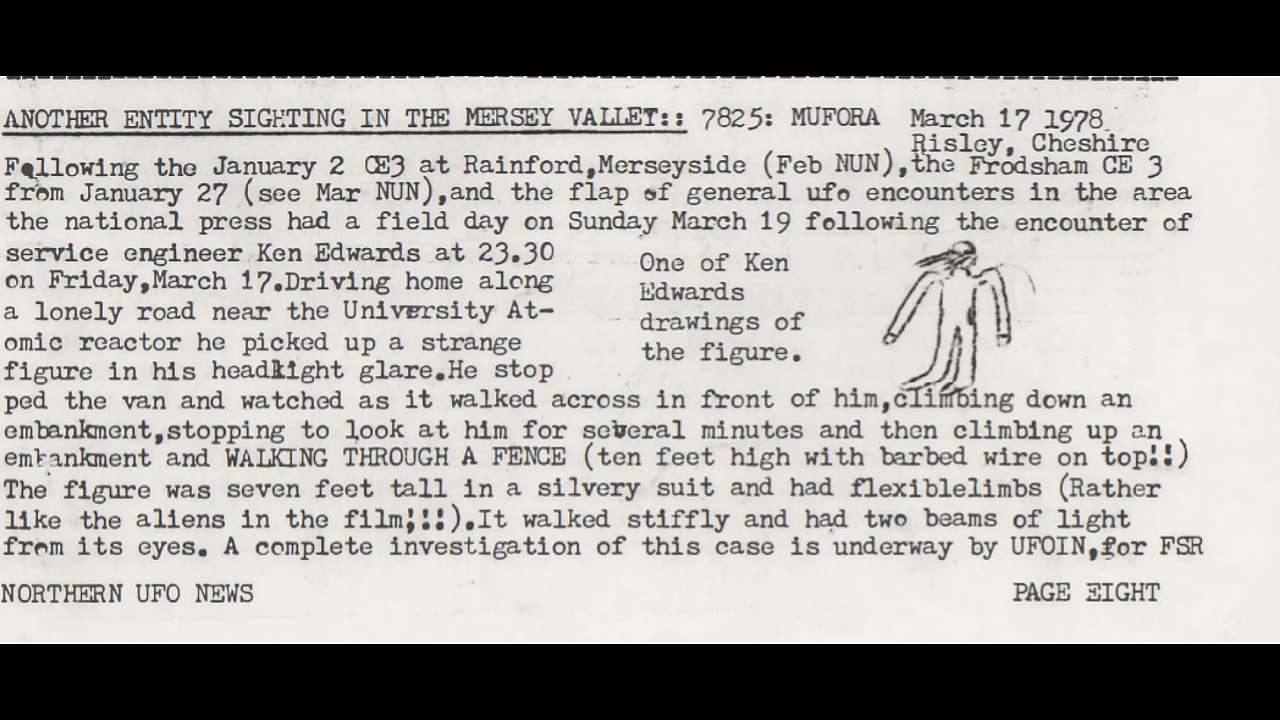 ANOTHER ENTITY SIGHTING IN THE MERSEY VALLET:: 7825: MUFORA March 17 1978
Risley, Cheshire
Following the January 2 CE3 at Rainford,Merseyside (Feb NUN),the Frodsham CE 3
from January 27 (see Mar NUN),and the flap of general ufo encounters in the area
the national press had a field day on Sunday March 19 following the encounter of
service engineer Ken Edwards at 23.30
on Friday,March 17.Driving home along
a lonely road near the University At-
omic reactor he picked up a strange
figure in his headlight glare.He stop
One of Ken
Edwards
drawings of
the figure.
ped the van and watched as it walked across in front of him,climbing down an
embankment,stopping to look at him for several minutes and then climbing up an
embankment and WALKING THROUGH A FENCE (ten feet high with barbed wire on top!!)
The figure was seven feet tall in a silvery suit and had flexiblelimbs (Rather
like the aliens in the film;!!!).It walked stiffly and had two beams of light
from its eyes. A complete investigation of this case is underway by UFOIN,for FSR
NORTHERN UFO NEWS PAGE EIGHT